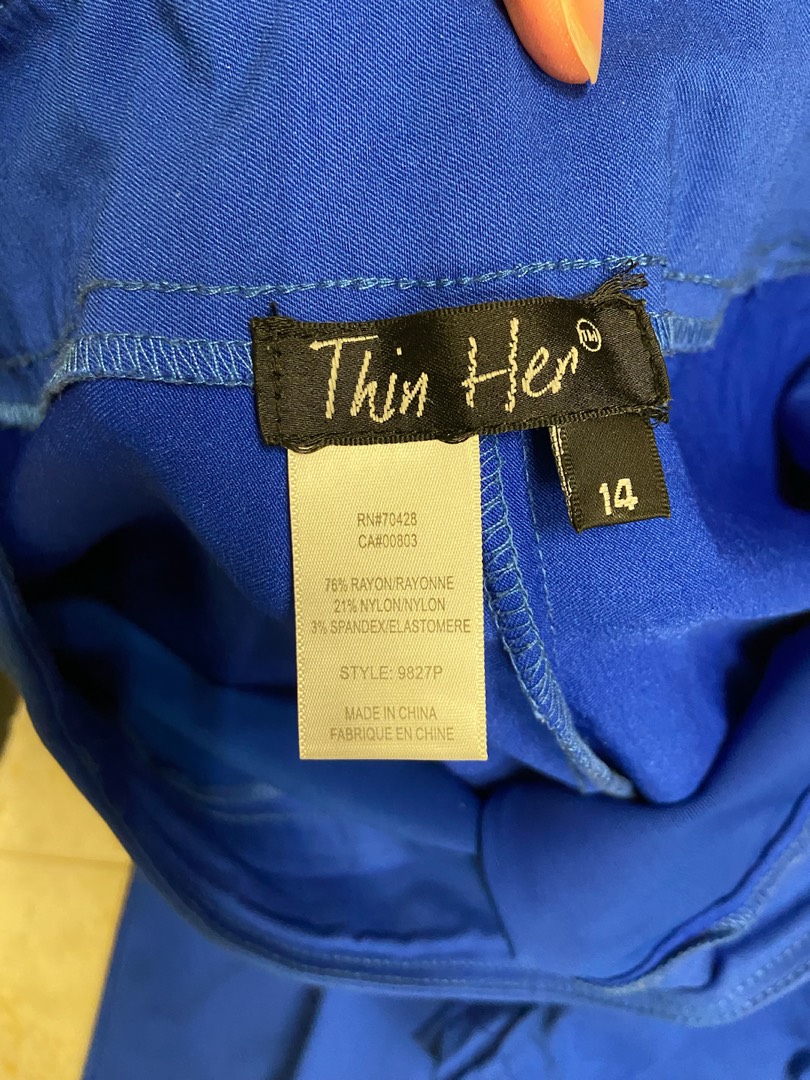 Thin Her™
14
RN#70428
CA#00803
76% RAYON/RAYONNE
21% NYLON/NYLON
3% SPANDEX/ELASTOMERE
STYLE: 9827P
MADE IN CHINA
FABRIQUE EN CHINE